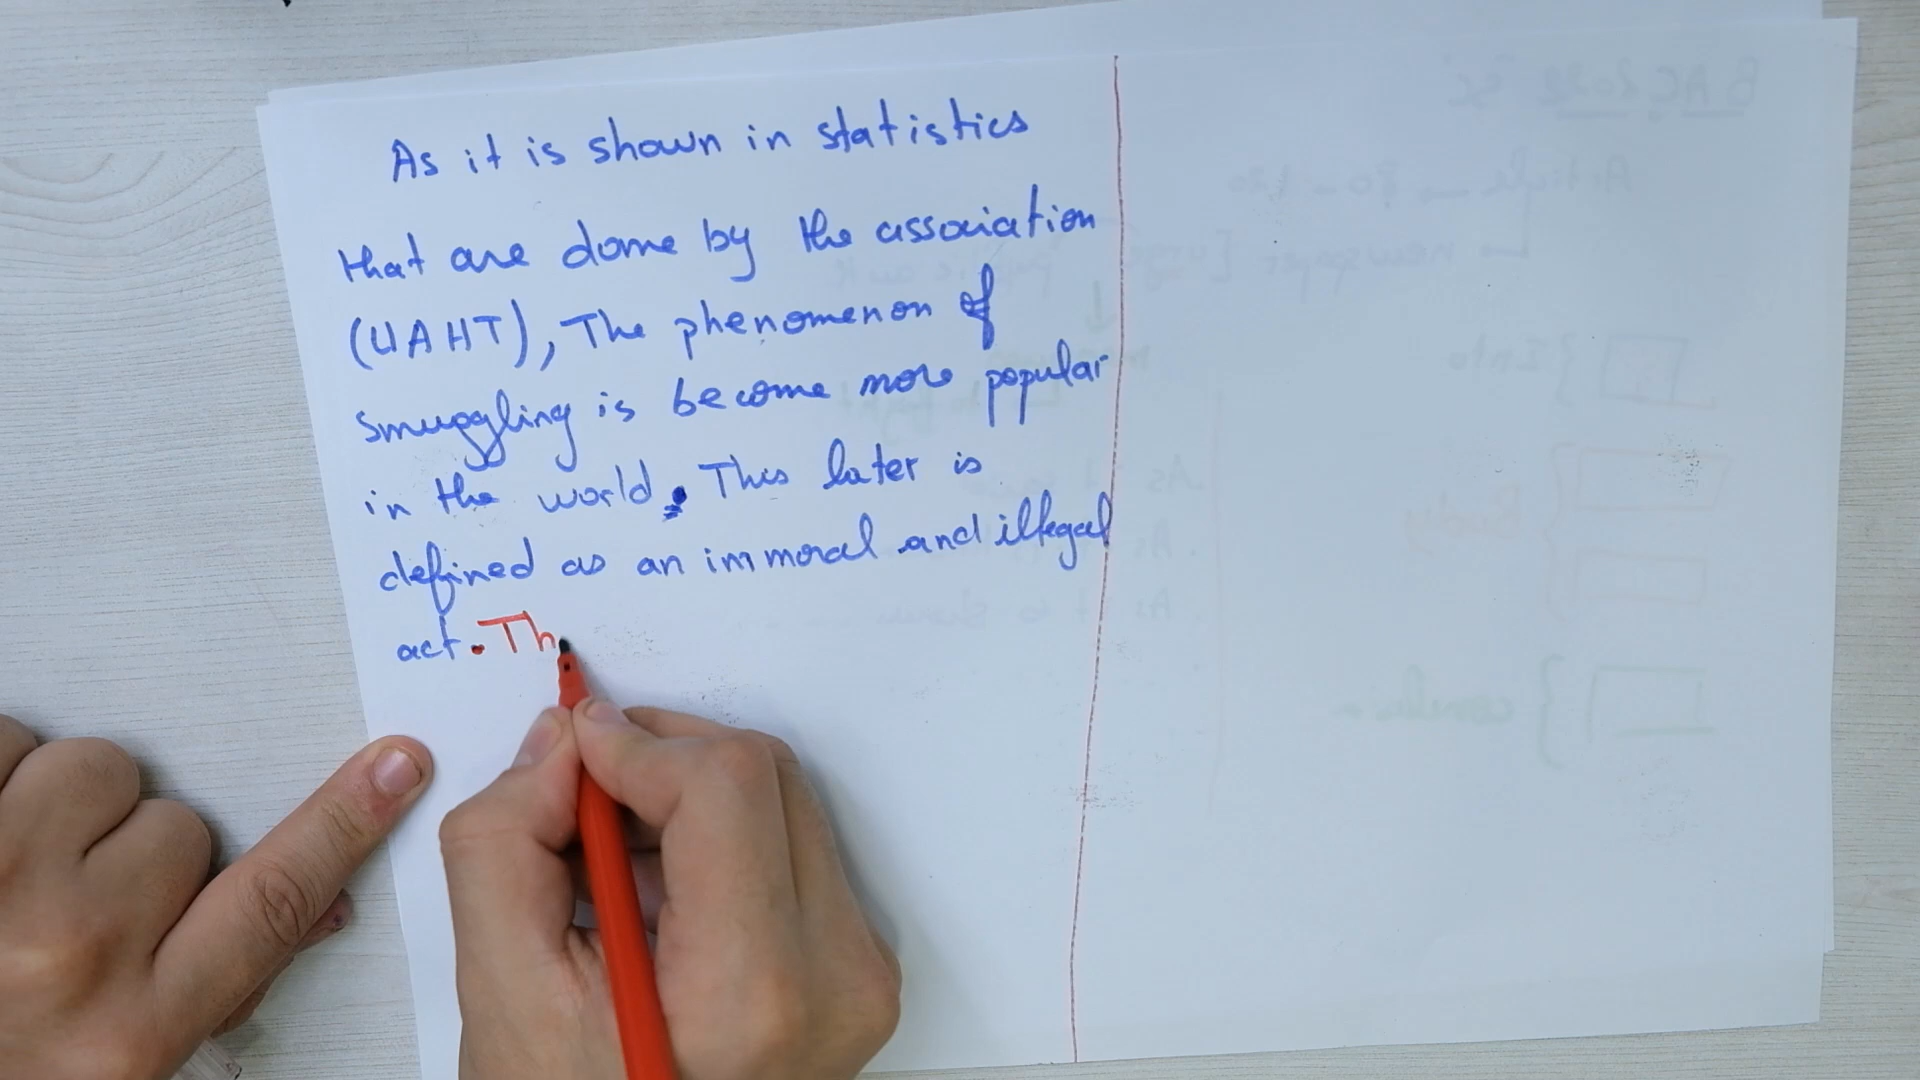 As it is shown in statistics
that are dome by the association
(UAHT), The phenomenon of
smuggling is become more popular
in the world. This later is
defined as an immoral and illegal
act. Th